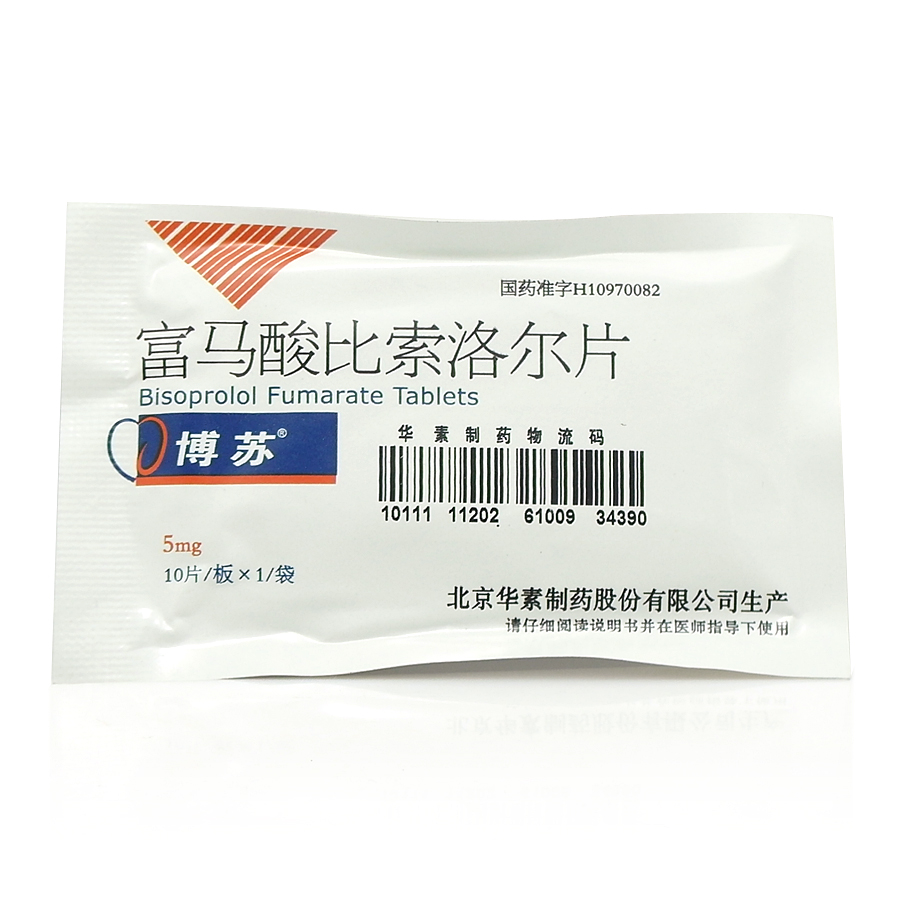 国药准字H10970082
富马酸比索洛尔片
Bisoprolol Fumarate Tablets
博苏®
华素制药物流码
10111 11202 61009 34390
5mg
10片/板×1/袋
北京华素制药股份有限公司生产
请仔细阅读说明书并在医师指导下使用